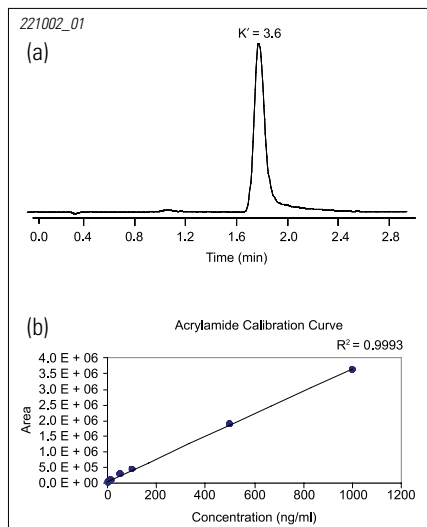 221002_01
K′ = 3.6
(a)
0.0 0.4 0.8 1.2 1.6 2.0 2.4 2.8
Time (min)
(b)
Acrylamide Calibration Curve
R² = 0.9993
4.0 E + 06
3.5 E + 06
3.0 E + 06
2.5 E + 06
2.0 E + 06
1.5 E + 06
1.0 E + 06
5.0 E + 05
0.0 E + 00
Area
0 200 400 600 800 1000 1200
Concentration (ng/ml)